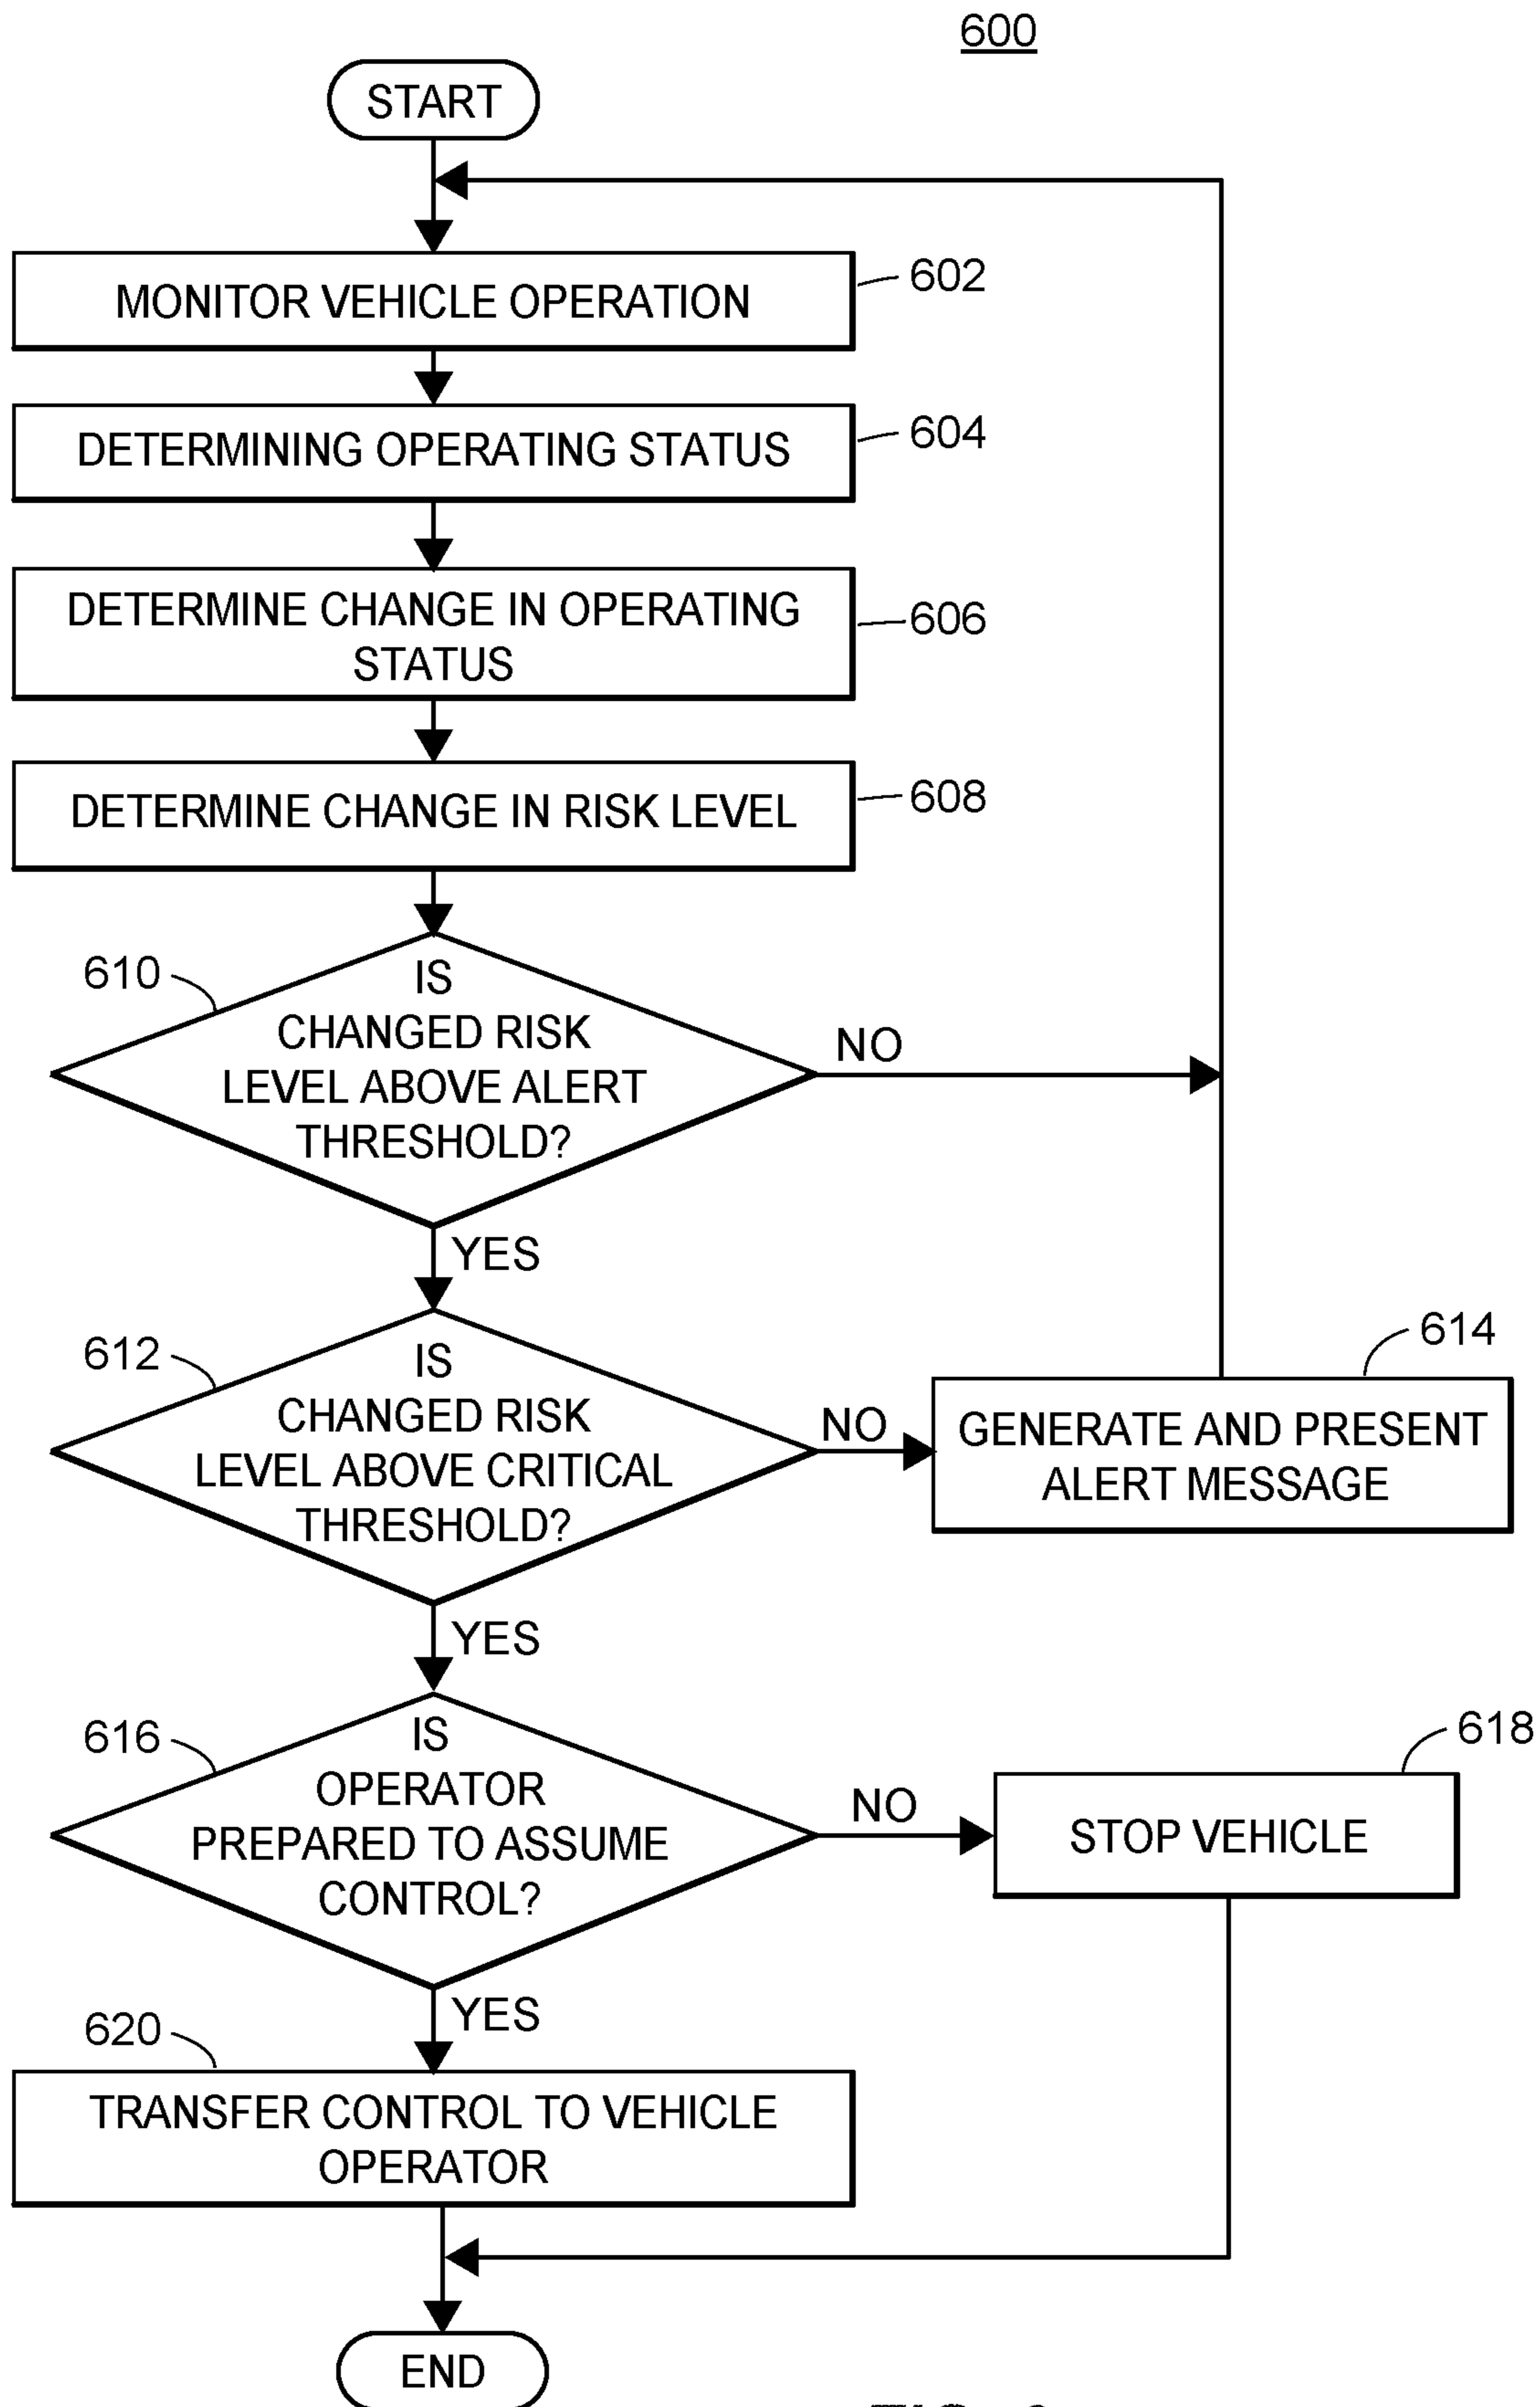 600
START
MONITOR VEHICLE OPERATION
602
DETERMINING OPERATING STATUS
604
DETERMINE CHANGE IN OPERATING
STATUS
606
DETERMINE CHANGE IN RISK LEVEL
608
610
IS
CHANGED RISK
LEVEL ABOVE ALERT
THRESHOLD?
NO
YES
612
IS
CHANGED RISK
LEVEL ABOVE CRITICAL
THRESHOLD?
NO
614
GENERATE AND PRESENT
ALERT MESSAGE
YES
616
IS
OPERATOR
PREPARED TO ASSUME
CONTROL?
NO
618
STOP VEHICLE
YES
620
TRANSFER CONTROL TO VEHICLE
OPERATOR
END